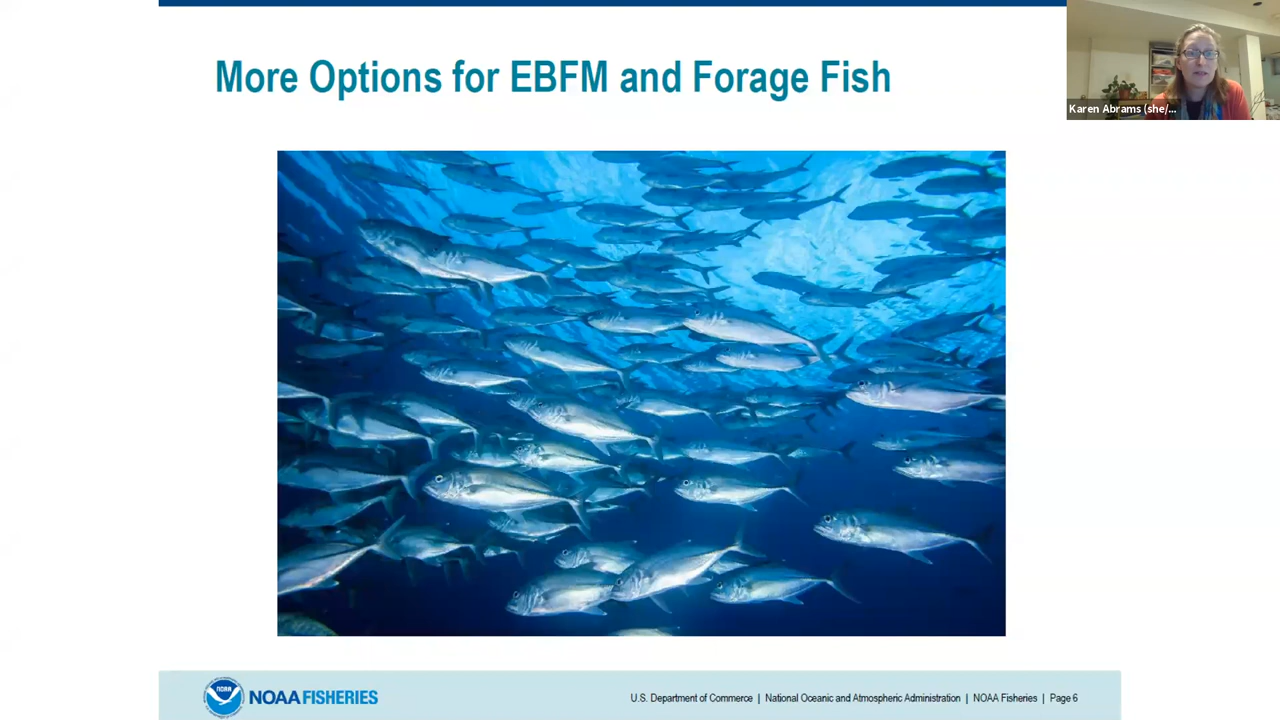 More Options for EBFM and Forage Fish
Karen Abrams (she/...
NOAA
NOAA FISHERIES
U.S. Department of Commerce | National Oceanic and Atmospheric Administration | NOAA Fisheries | Page 6